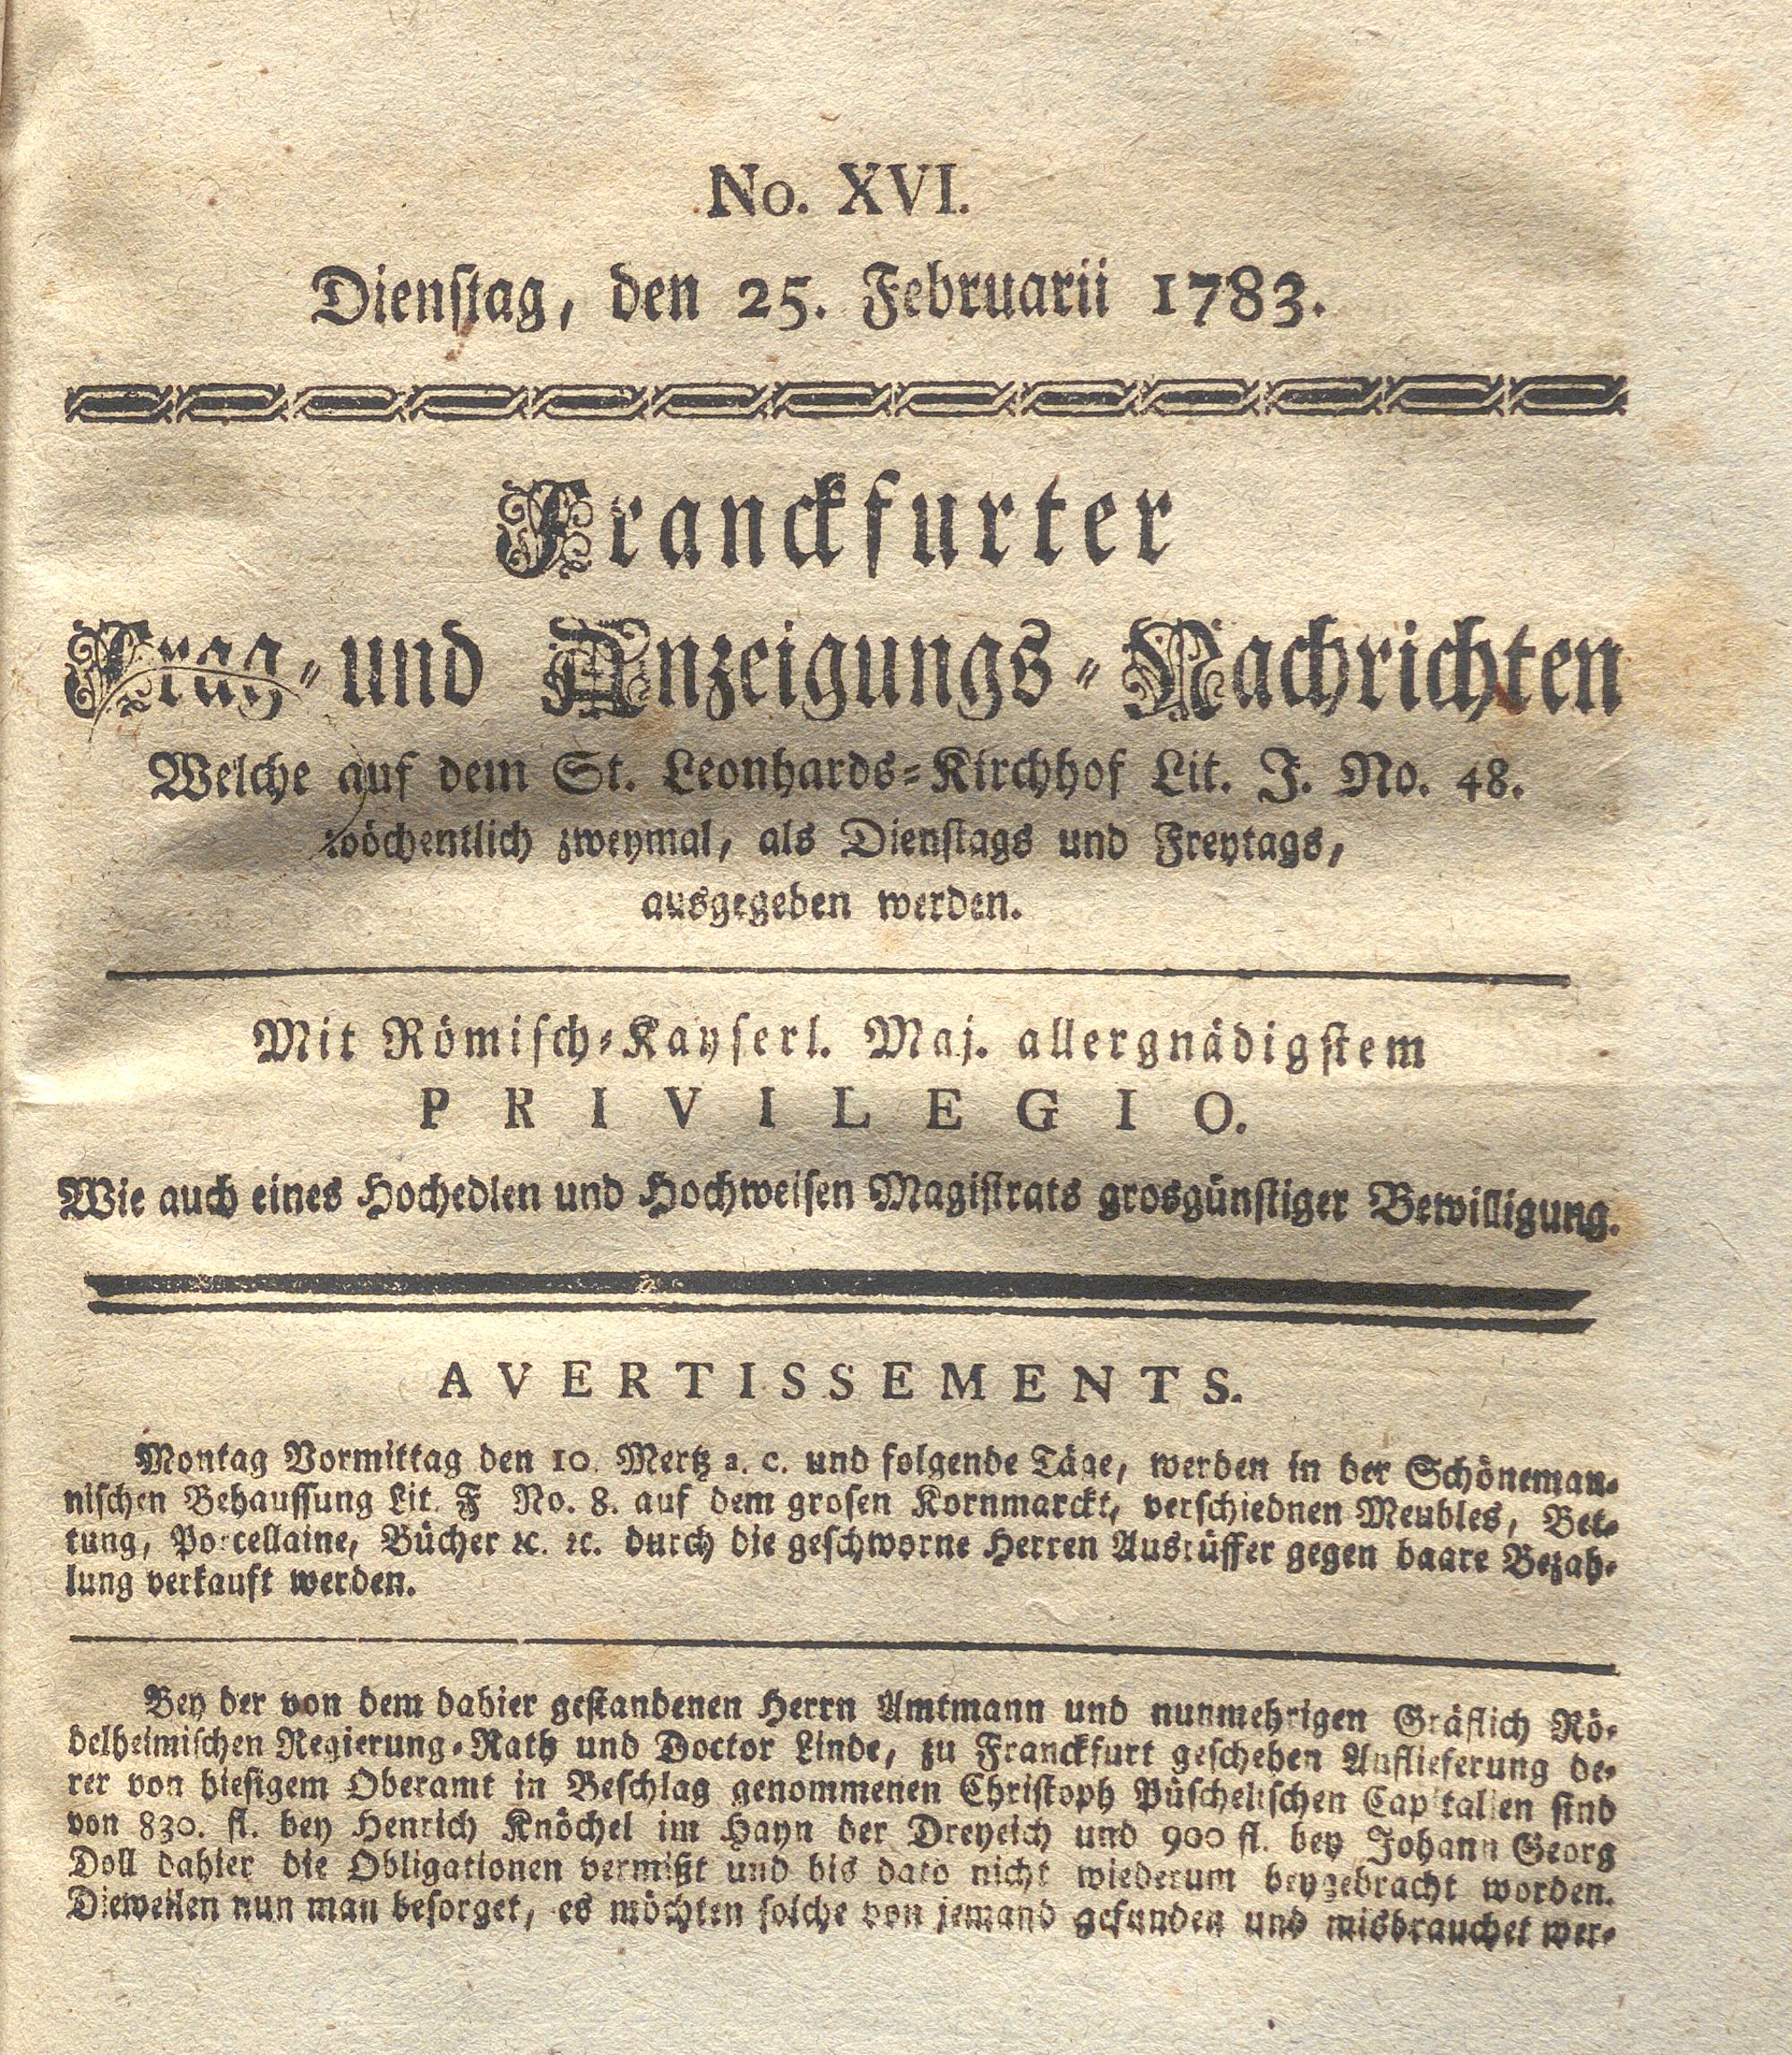 No. XVI.
Dienstag, den 25. Februarii 1783.
Franckfurter
Frag- und Anzeigungs-Nachrichten
Welche auf dem St. Leonhards-Kirchhof Lit. J. No. 48.
wöchentlich zweymal, als Dienstags und Freytags,
ausgegeben werden.
Mit Römisch-Kayserl. Maj. allergnädigstem
PRIVILEGIO.
Wie auch eines Hochedlen und Hochweisen Magistrats grosgünstiger Bewilligung.
AVERTISSEMENTS.
Montag Vormittag den 10. Mertz a. c. und folgende Täge, werden in der Schöneman-
nischen Behaussung Lit. F No. 8. auf dem grosen Kornmarckt, verschiednen Meubles, Bet-
tung, Porcellaine, Bücher ꝛc. ꝛc. durch die geschworne Herren Ausrüffer gegen baare Bezah-
lung verkauft werden.
Bey der von dem dahier gestandenen Herrn Amtmann und nunmehrigen Gräflich Rö-
delheimischen Regierung-Rath und Doctor Linde, zu Franckfurt geschehen Auflieferung de-
rer von hiesigem Oberamt in Beschlag genommenen Christoph Püschelischen Capitalien sind
von 830. fl. bey Henrich Knöchel im Hayn der Dreyeich und 900 fl. bey Johann Georg
Doll dahier die Obligationen vermißt und bis dato nicht wiederum beygebracht worden.
Dieweilen nun man besorget, es möchten solche von jemand gefunden und misbrauchet wer-